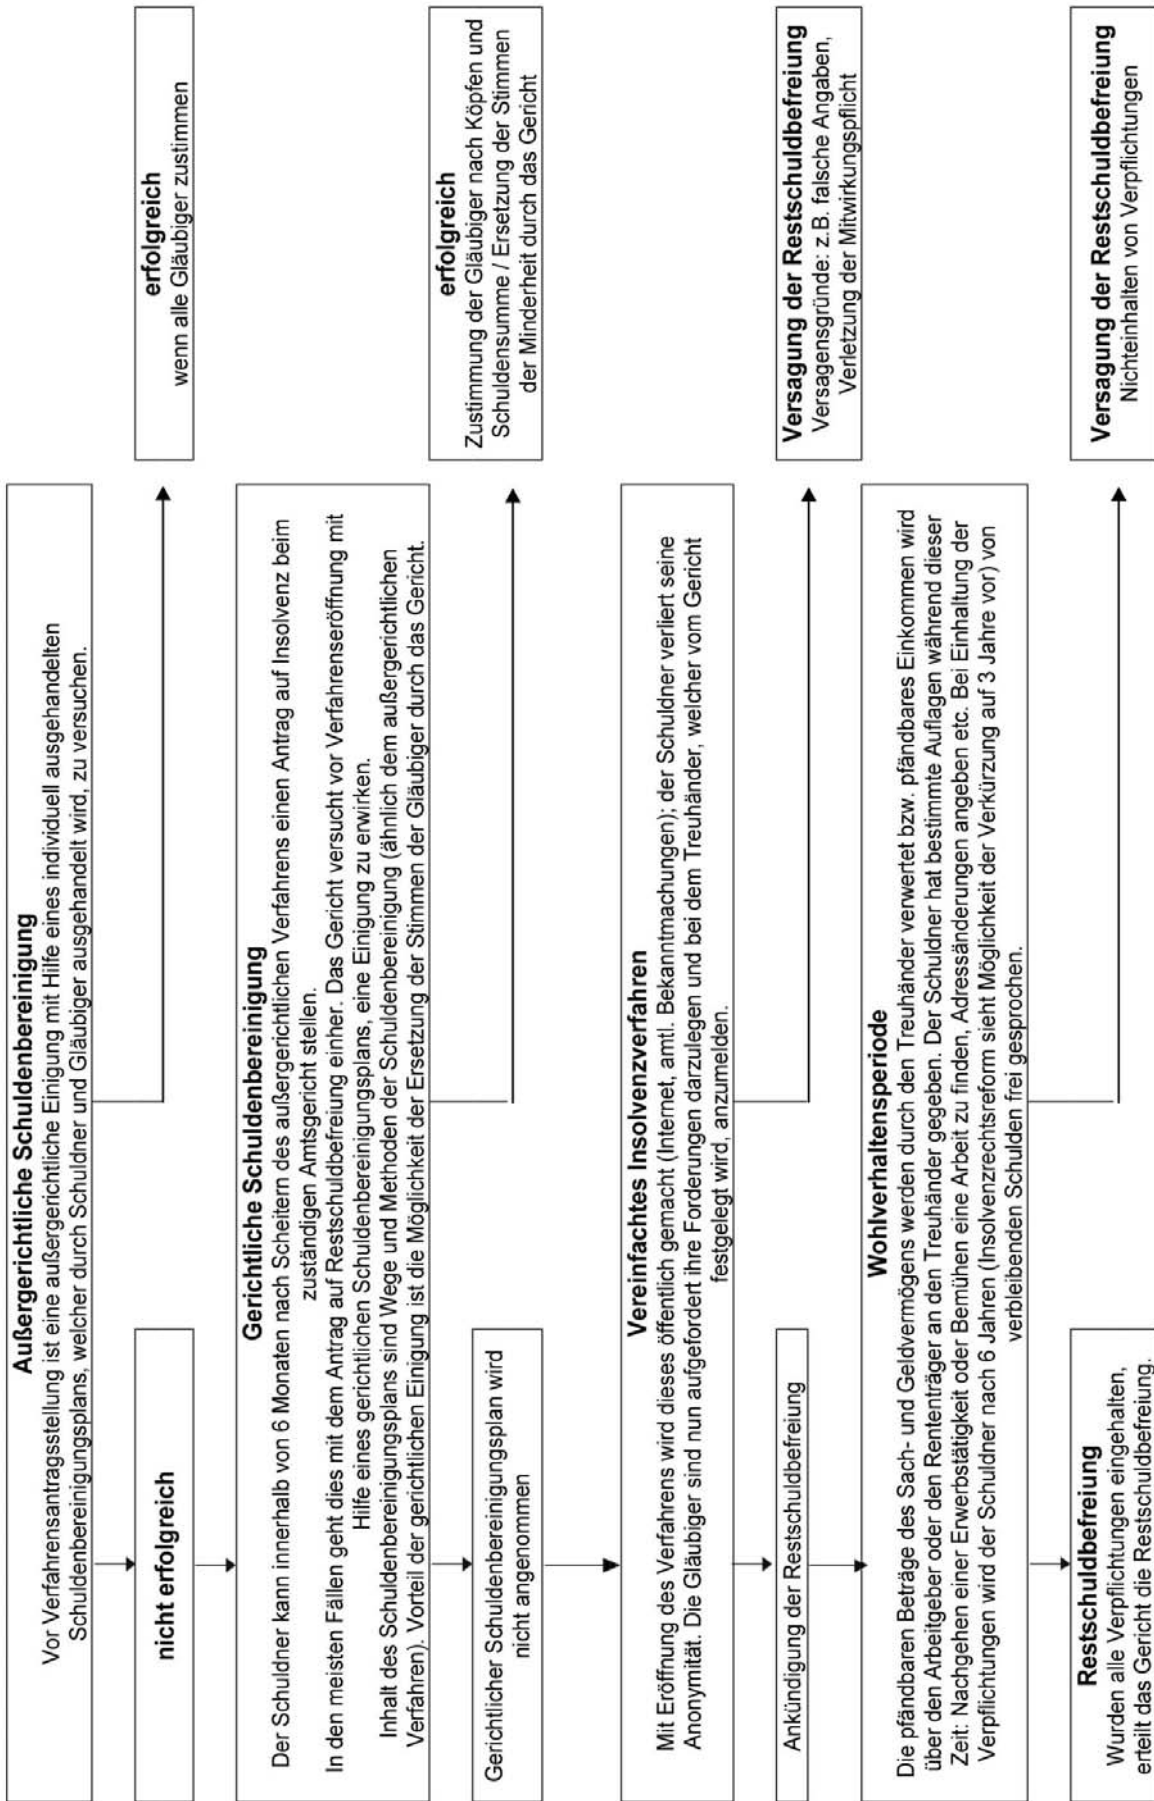 Außergerichtliche Schuldenbereinigung
Vor Verfahrensantragsstellung ist eine außergerichtliche Einigung mit Hilfe eines individuell ausgehandelten
Schuldenbereinigungsplans, welcher durch Schuldner und Gläubiger ausgehandelt wird, zu versuchen.
nicht erfolgreich
erfolgreich
wenn alle Gläubiger zustimmen
Gerichtliche Schuldenbereinigung
Der Schuldner kann innerhalb von 6 Monaten nach Scheitern des außergerichtlichen Verfahrens einen Antrag auf Insolvenz beim
zuständigen Amtsgericht stellen.
In den meisten Fällen geht dies mit dem Antrag auf Restschuldbefreiung einher. Das Gericht versucht vor Verfahrenseröffnung mit
Hilfe eines gerichtlichen Schuldenbereinigungsplans, eine Einigung zu erwirken.
Inhalt des Schuldenbereinigungsplans sind Wege und Methoden der Schuldenbereinigung (ähnlich dem außergerichtlichen
Verfahren). Vorteil der gerichtlichen Einigung ist die Möglichkeit der Ersetzung der Stimmen der Gläubiger durch das Gericht.
Gerichtlicher Schuldenbereinigungsplan wird
nicht angenommen
erfolgreich
Zustimmung der Gläubiger nach Köpfen und
Schuldensumme / Ersetzung der Stimmen
der Minderheit durch das Gericht
Vereinfachtes Insolvenzverfahren
Mit Eröffnung des Verfahrens wird dieses öffentlich gemacht (Internet, amtl. Bekanntmachungen); der Schuldner verliert seine
Anonymität. Die Gläubiger sind nun aufgefordert ihre Forderungen darzulegen und bei dem Treuhänder, welcher vom Gericht
festgelegt wird, anzumelden.
Ankündigung der Restschuldbefreiung
Versagung der Restschuldbefreiung
Versagensgründe: z.B. falsche Angaben,
Verletzung der Mitwirkungspflicht
Wohlverhaltensperiode
Die pfändbaren Beträge des Sach- und Geldvermögens werden durch den Treuhänder verwertet bzw. pfändbares Einkommen wird
über den Arbeitgeber oder den Rententräger an den Treuhänder gegeben. Der Schuldner hat bestimmte Auflagen während dieser
Zeit: Nachgehen einer Erwerbstätigkeit oder Bemühen eine Arbeit zu finden, Adressänderungen angeben etc. Bei Einhaltung der
Verpflichtungen wird der Schuldner nach 6 Jahren (Insolvenzrechtsreform sieht Möglichkeit der Verkürzung auf 3 Jahre vor) von
verbleibenden Schulden frei gesprochen.
Restschuldbefreiung
Wurden alle Verpflichtungen eingehalten,
erteilt das Gericht die Restschuldbefreiung.
Versagung der Restschuldbefreiung
Nichteinhalten von Verpflichtungen